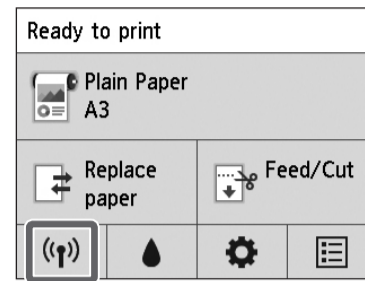 Ready to print
Plain Paper
A3
Replace
paper
Feed/Cut